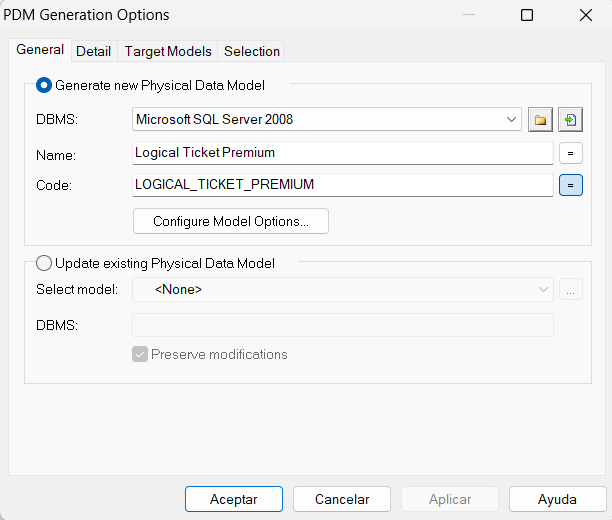 PDM Generation Options
General Detail Target Models Selection
Generate new Physical Data Model
DBMS: Microsoft SQL Server 2008
Name: Logical Ticket Premium =
Code: LOGICAL_TICKET_PREMIUM =
Configure Model Options...
Update existing Physical Data Model
Select model: <None> ...
DBMS:
Preserve modifications
Aceptar Cancelar Aplicar Ayuda